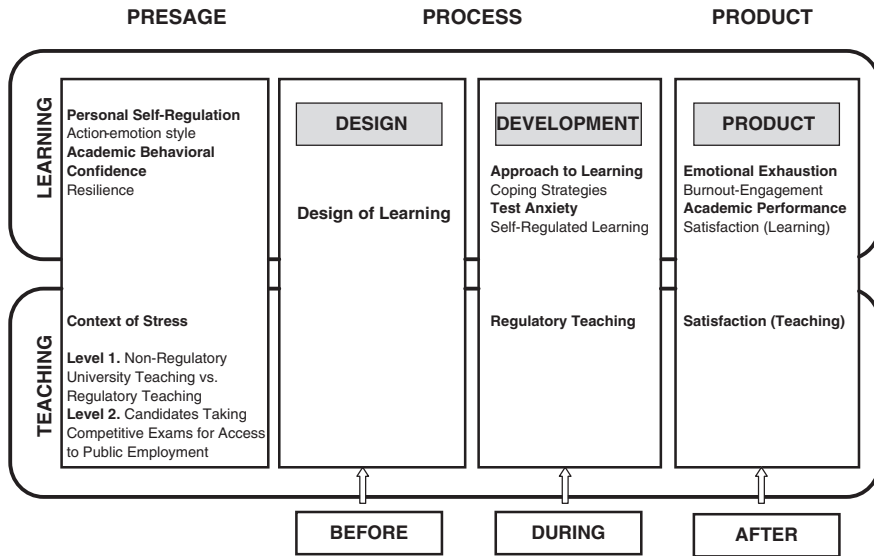 PRESAGE
PROCESS
PRODUCT
LEARNING
Personal Self-Regulation
Action-emotion style
Academic Behavioral
Confidence
Resilience
DESIGN
Design of Learning
DEVELOPMENT
Approach to Learning
Coping Strategies
Test Anxiety
Self-Regulated Learning
PRODUCT
Emotional Exhaustion
Burnout-Engagement
Academic Performance
Satisfaction (Learning)
TEACHING
Context of Stress
Level 1. Non-Regulatory
University Teaching vs.
Regulatory Teaching
Level 2. Candidates Taking
Competitive Exams for Access
to Public Employment
Regulatory Teaching
Satisfaction (Teaching)
BEFORE
DURING
AFTER